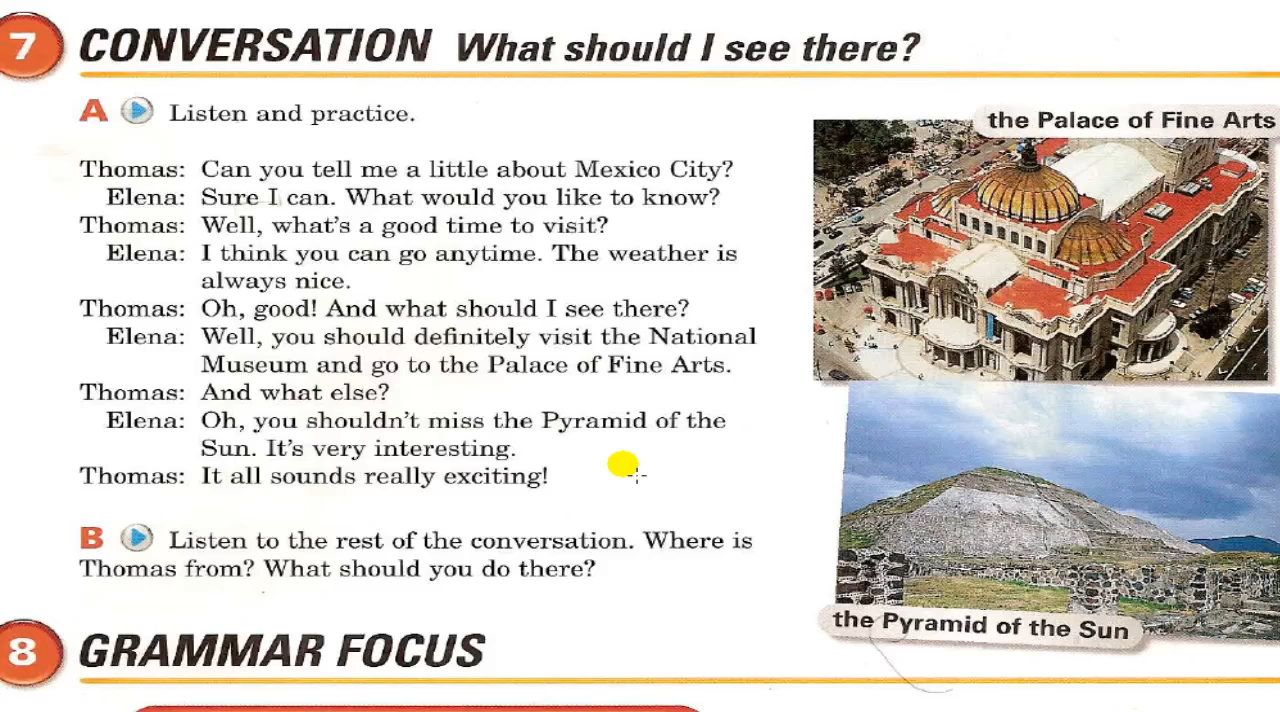 7 CONVERSATION What should I see there?
A Listen and practice.
the Palace of Fine Arts
Thomas: Can you tell me a little about Mexico City?
Elena: Sure I can. What would you like to know?
Thomas: Well, what's a good time to visit?
Elena: I think you can go anytime. The weather is
always nice.
Thomas: Oh, good! And what should I see there?
Elena: Well, you should definitely visit the National
Museum and go to the Palace of Fine Arts.
Thomas: And what else?
Elena: Oh, you shouldn't miss the Pyramid of the
Sun. It's very interesting.
Thomas: It all sounds really exciting!
the Pyramid of the Sun
B Listen to the rest of the conversation. Where is
Thomas from? What should you do there?
8 GRAMMAR FOCUS